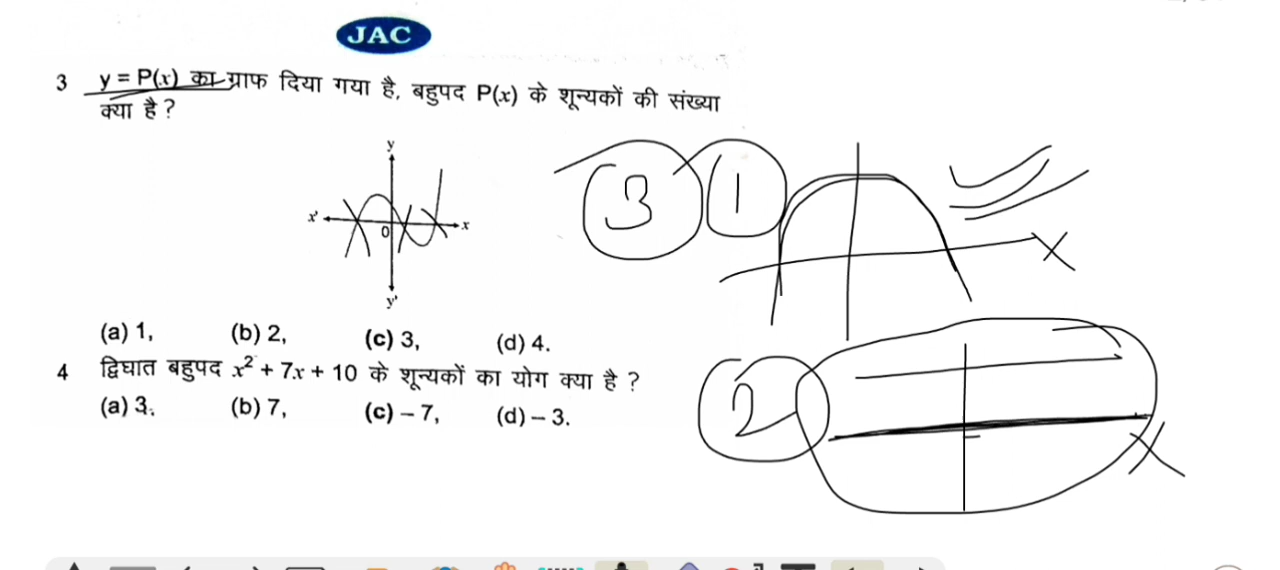 JAC
3 y = P(x) का ग्राफ दिया गया है, बहुपद P(x) के शून्यकों की संख्या
क्या है ?
y
x' 0 x
y'
3 1
x
(a) 1, (b) 2, (c) 3, (d) 4.
4 द्विघात बहुपद x² + 7x + 10 के शून्यकों का योग क्या है ?
(a) 3. (b) 7, (c) – 7, (d) – 3.
2
x